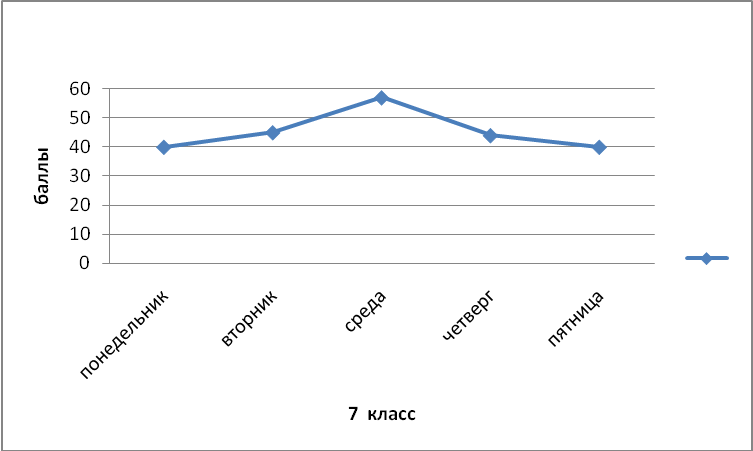 баллы
60
50
40
30
20
10
0
понедельник
вторник
среда
четверг
пятница
7 класс